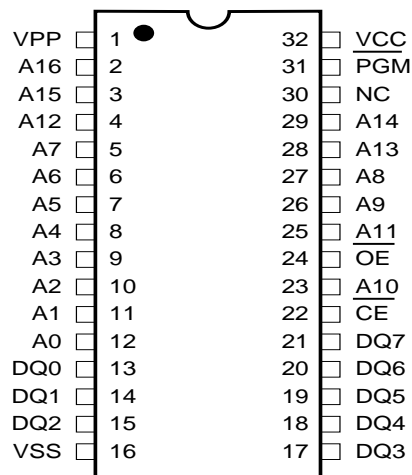 VPP 1 32 VCC
A16 2 31 PGM
A15 3 30 NC
A12 4 29 A14
A7 5 28 A13
A6 6 27 A8
A5 7 26 A9
A4 8 25 A11
A3 9 24 OE
A2 10 23 A10
A1 11 22 CE
A0 12 21 DQ7
DQ0 13 20 DQ6
DQ1 14 19 DQ5
DQ2 15 18 DQ4
VSS 16 17 DQ3